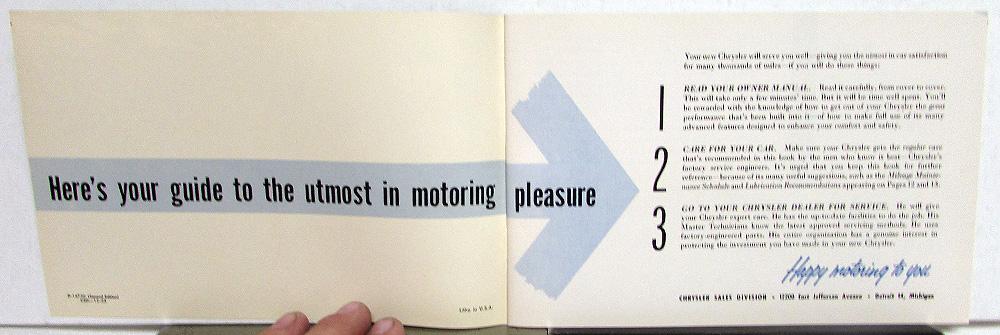 Here's your guide to the utmost in motoring pleasure
Litho in U.S.A.
Your new Chrysler will serve you well—giving you the utmost in car satisfaction
for many thousands of miles—if you will do these things:
1
READ YOUR OWNER MANUAL. Read it carefully, from cover to cover.
This will take only a few minutes' time. But it will be time well spent. You'll
be rewarded with the knowledge of how to get out of your Chrysler the great
performance that's been built into it—of how to make full use of its many
advanced features designed to enhance your comfort and safety.
2
CARE FOR YOUR CAR. Make sure your Chrysler gets the regular care
that's recommended in this book by the men who know it best—Chrysler's
factory service engineers. It's urged that you keep this book for further
reference—because of its many useful suggestions, such as the Mileage Mainte-
nance Schedule and Lubrication Recommendations appearing on Pages 12 and 13.
3
GO TO YOUR CHRYSLER DEALER FOR SERVICE. He will give
your Chrysler expert care. He has the up-to-date facilities to do the job. His
Master Technicians know the latest approved servicing methods. He uses
factory-engineered parts. His entire organization has a genuine interest in
protecting the investment you have made in your new Chrysler.
Happy motoring to you
CHRYSLER SALES DIVISION • 12200 East Jefferson Avenue • Detroit 14, Michigan